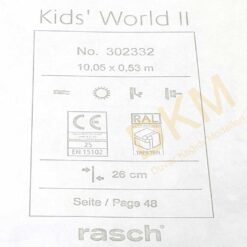 Kids' World II
No. 302332
10,05 x 0,53 m
CE
25
EN 15102
RAL
26 cm
Seite / Page 48
rasch
PKM